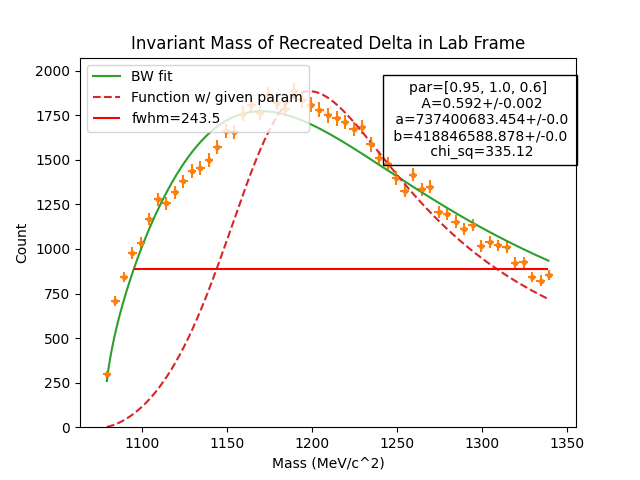 Invariant Mass of Recreated Delta in Lab Frame
BW fit
Function w/ given param
fwhm=243.5
par=[0.95, 1.0, 0.6]
A=0.592+/-0.002
a=737400683.454+/-0.0
b=418846588.878+/-0.0
chi_sq=335.12
Count
2000
1750
1500
1250
1000
750
500
250
0
1100
1150
1200
1250
1300
1350
Mass (MeV/c^2)